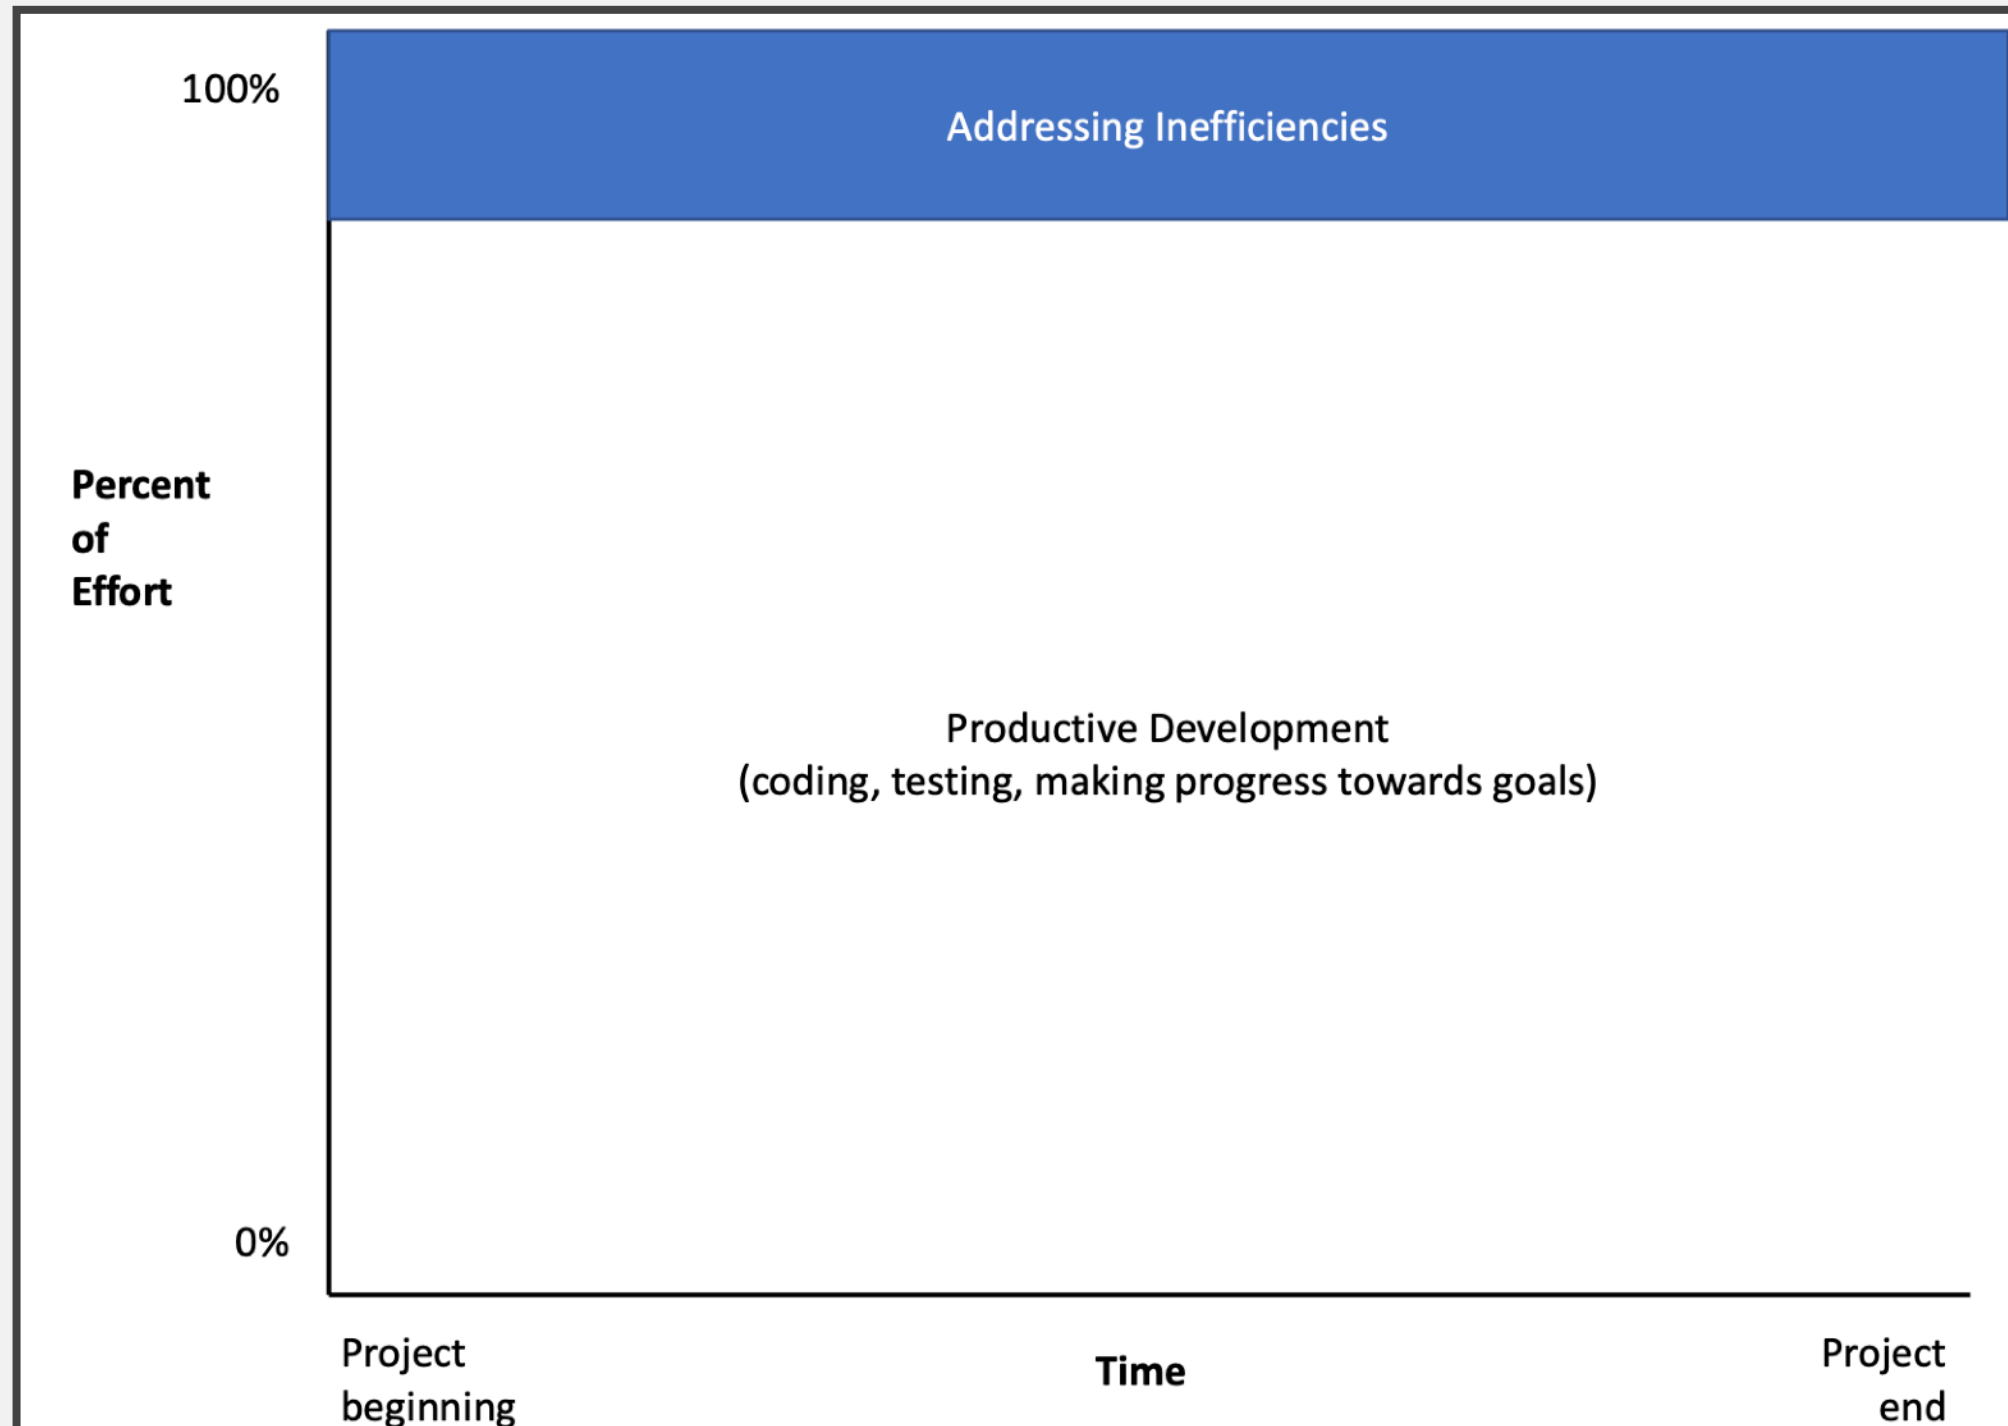 100%
Addressing Inefficiencies
Percent
of
Effort
Productive Development
(coding, testing, making progress towards goals)
0%
Project
beginning
Time
Project
end